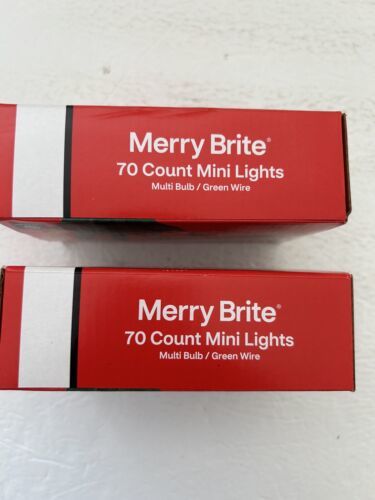 Merry Brite®
70 Count Mini Lights
Multi Bulb / Green Wire
Merry Brite®
70 Count Mini Lights
Multi Bulb / Green Wire